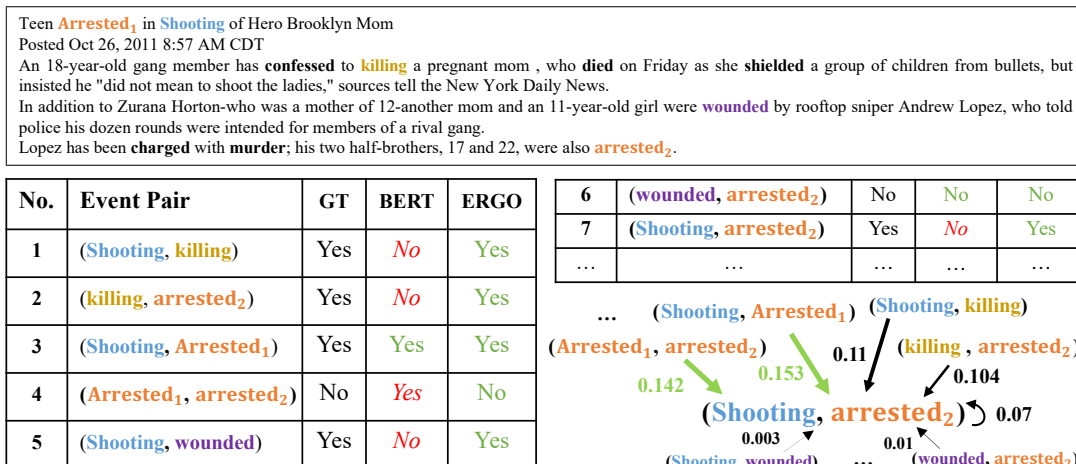 Teen Arrested₁ in Shooting of Hero Brooklyn Mom
Posted Oct 26, 2011 8:57 AM CDT
An 18-year-old gang member has confessed to killing a pregnant mom , who died on Friday as she shielded a group of children from bullets, but
insisted he "did not mean to shoot the ladies," sources tell the New York Daily News.
In addition to Zurana Horton-who was a mother of 12-another mom and an 11-year-old girl were wounded by rooftop sniper Andrew Lopez, who told
police his dozen rounds were intended for members of a rival gang.
Lopez has been charged with murder; his two half-brothers, 17 and 22, were also arrested₂.
No. Event Pair GT BERT ERGO
1 (Shooting, killing) Yes No Yes
2 (killing, arrested₂) Yes No Yes
3 (Shooting, Arrested₁) Yes Yes Yes
4 (Arrested₁, arrested₂) No Yes No
5 (Shooting, wounded) Yes No Yes
6 (wounded, arrested₂) No No No
7 (Shooting, arrested₂) Yes No Yes
... ... ... ... ...
... (Shooting, Arrested₁) (Shooting, killing)
(Arrested₁, arrested₂) (killing , arrested₂)
0.142 0.153 0.11 0.104
(Shooting, arrested₂) 0.07
0.003 0.01
(Shooting, wounded) ... (wounded, arrested₂)